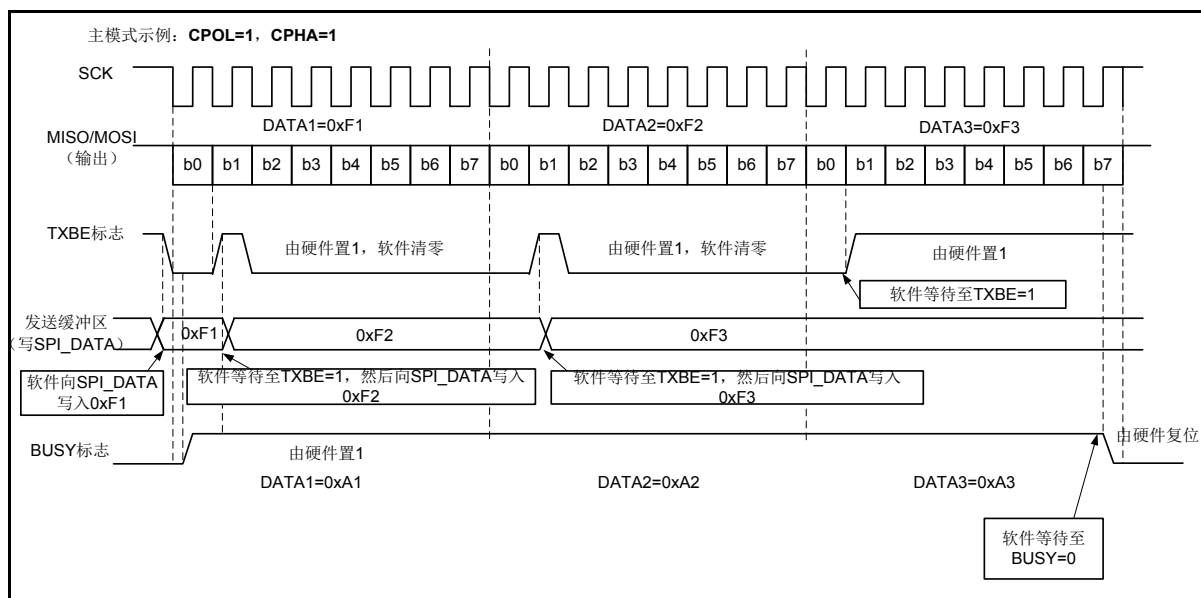 主模式示例：CPOL=1，CPHA=1
SCK
DATA1=0xF1
DATA2=0xF2
DATA3=0xF3
MISO/MOSI
（输出）
b0 b1 b2 b3 b4 b5 b6 b7 b0 b1 b2 b3 b4 b5 b6 b7 b0 b1 b2 b3 b4 b5 b6 b7
TXBE标志
由硬件置1，软件清零
由硬件置1，软件清零
由硬件置1
软件等待至TXBE=1
发送缓冲区
（写SPI_DATA）
0xF1
0xF2
0xF3
软件向SPI_DATA
写入0xF1
软件等待至TXBE=1，然后向SPI_DATA写入
0xF2
软件等待至TXBE=1，然后向SPI_DATA写入
0xF3
BUSY标志
由硬件置1
由硬件复位
DATA1=0xA1
DATA2=0xA2
DATA3=0xA3
软件等待至
BUSY=0